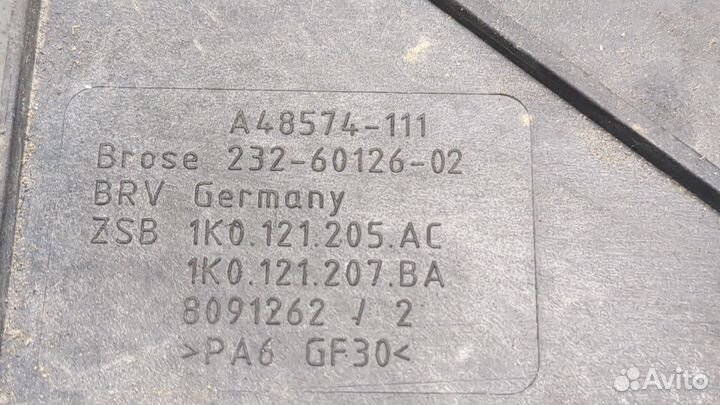 A48574-111
Brose 232-60126-02
BRV Germany
ZSB 1K0.121.205.AC
1K0.121.207.BA
8091262 / 2
>PA6 GF30<
Avito